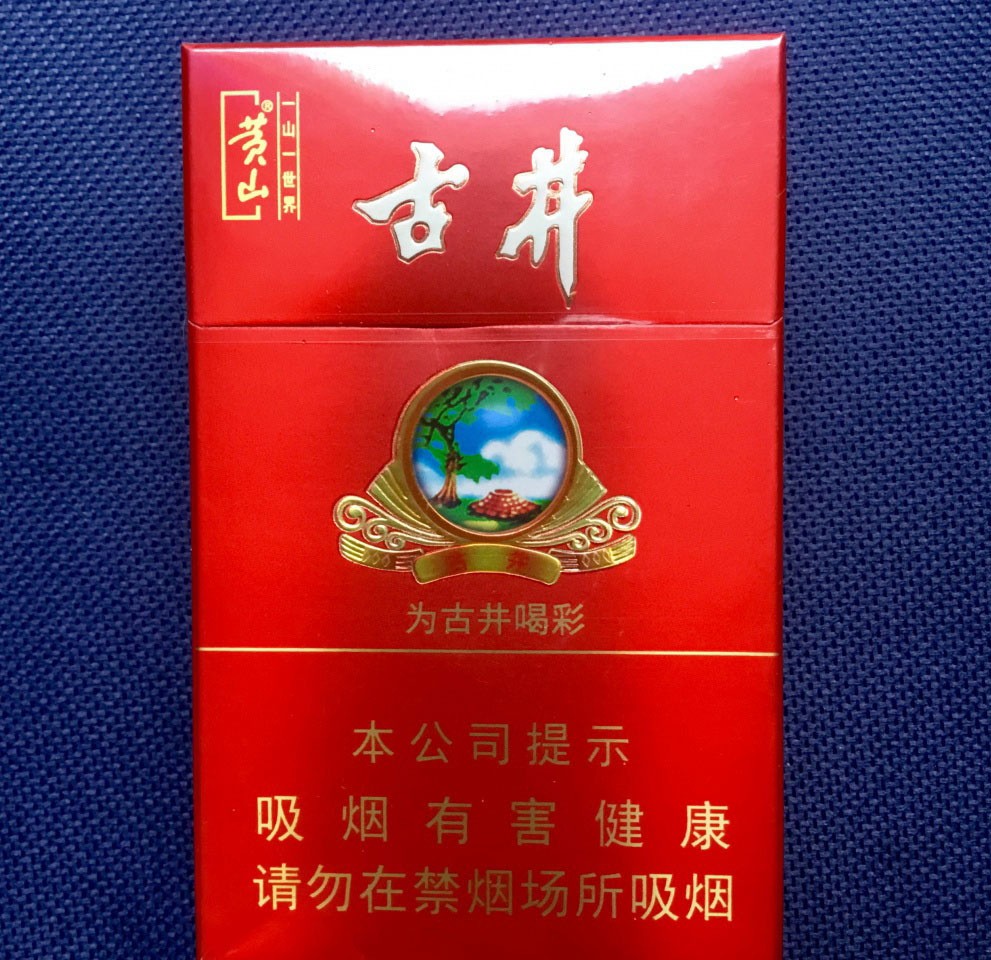 黄山®
一山一世界
古井
为古井喝彩
本公司提示
吸烟有害健康
请勿在禁烟场所吸烟